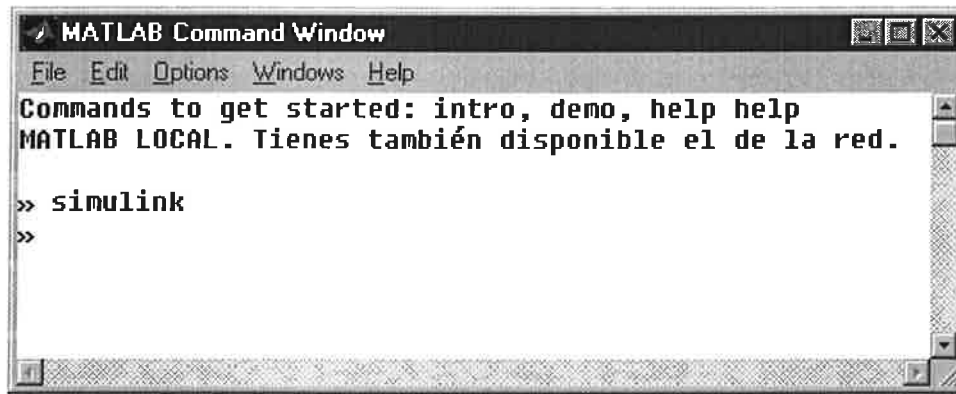 MATLAB Command Window
File Edit Options Windows Help
Commands to get started: intro, demo, help help
MATLAB LOCAL. Tienes también disponible el de la red.
» simulink
»